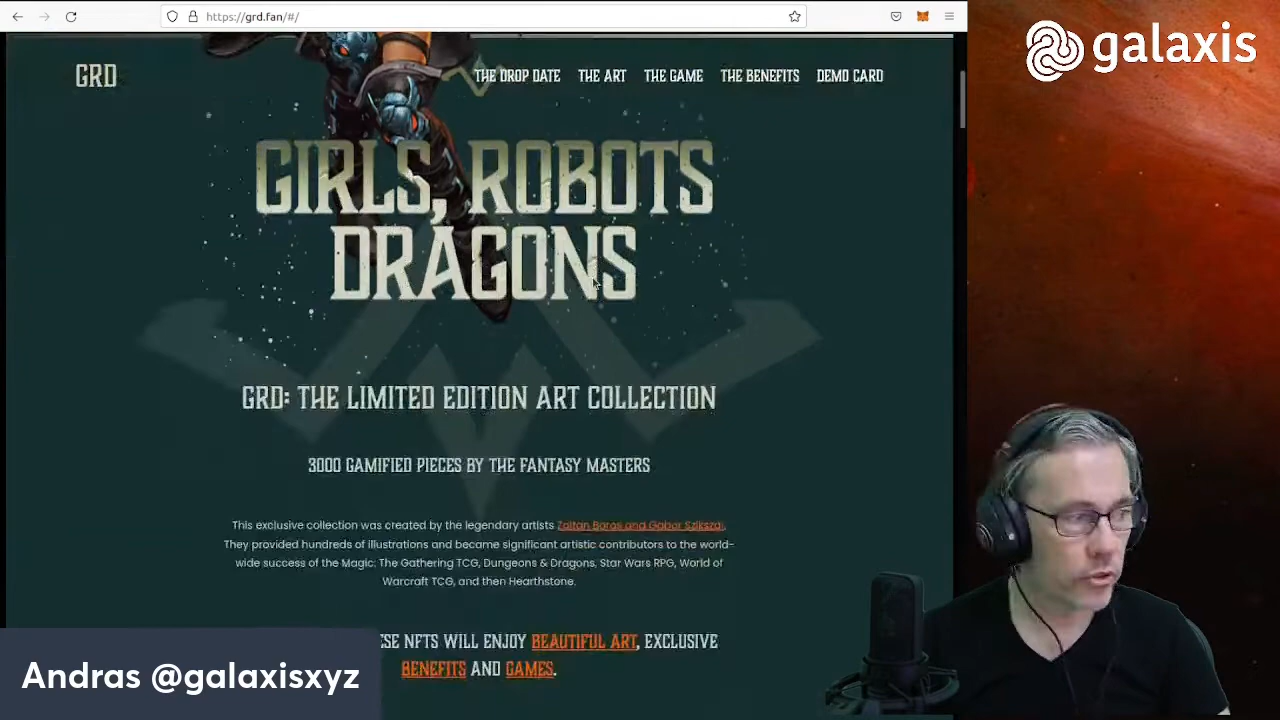 https://grd.fan/#/
galaxis
GRD
THE DROP DATE THE ART THE GAME THE BENEFITS DEMO CARD
GIRLS, ROBOTS
DRAGONS
GRD: THE LIMITED EDITION ART COLLECTION
3000 GAMIFIED PIECES BY THE FANTASY MASTERS
This exclusive collection was created by the legendary artists Zoltan Boros and Gabor Szikszai.
They provided hundreds of illustrations and became significant artistic contributors to the world-
wide success of the Magic: The Gathering TCG, Dungeons & Dragons, Star Wars RPG, World of
Warcraft TCG, and then Hearthstone.
NFTS WILL ENJOY BEAUTIFUL ART, EXCLUSIVE
BENEFITS AND GAMES.
Andras @galaxisxyz